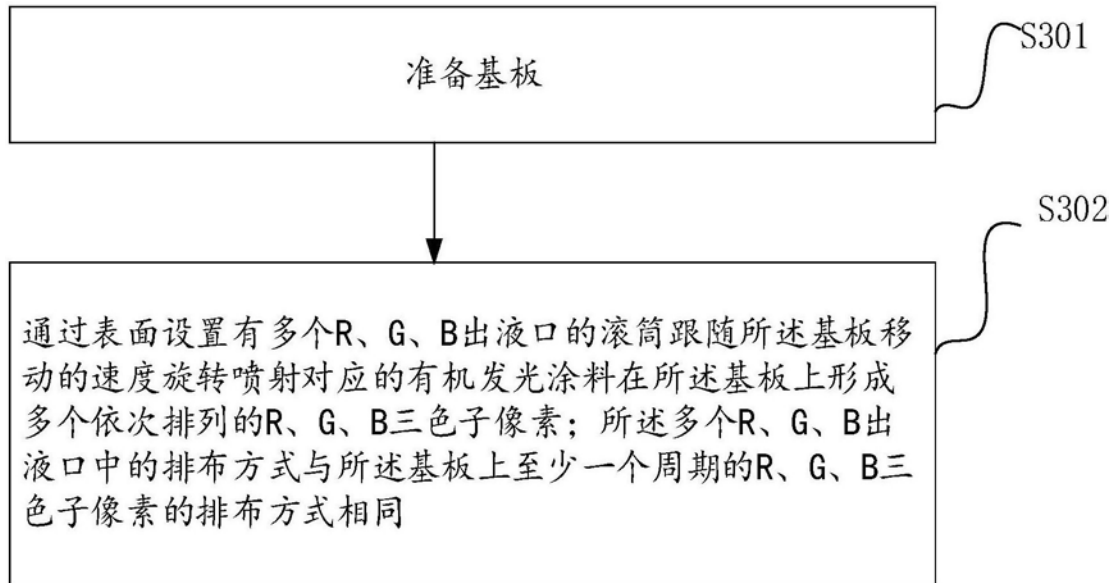 准备基板
S301
S302
通过表面设置有多个R、G、B出液口的滚筒跟随所述基板移
动的速度旋转喷射对应的有机发光涂料在所述基板上形成
多个依次排列的R、G、B三色子像素；所述多个R、G、B出
液口中的排布方式与所述基板上至少一个周期的R、G、B三
色子像素的排布方式相同